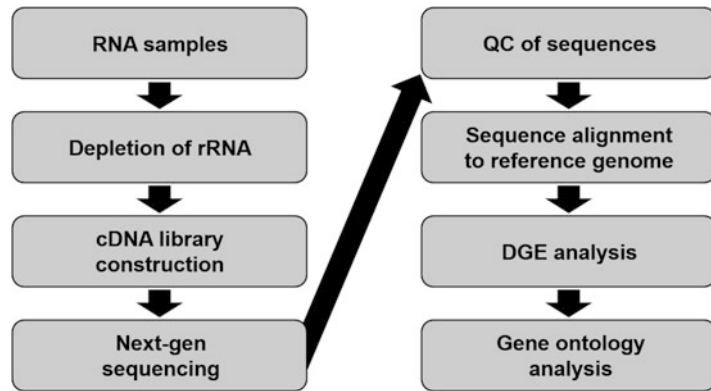 RNA samples
Depletion of rRNA
cDNA library
construction
Next-gen
sequencing
QC of sequences
Sequence alignment
to reference genome
DGE analysis
Gene ontology
analysis